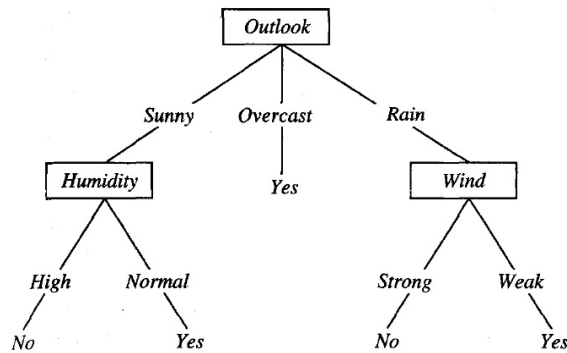 Outlook
Sunny Overcast Rain
Humidity Yes Wind
High Normal Strong Weak
No Yes No Yes